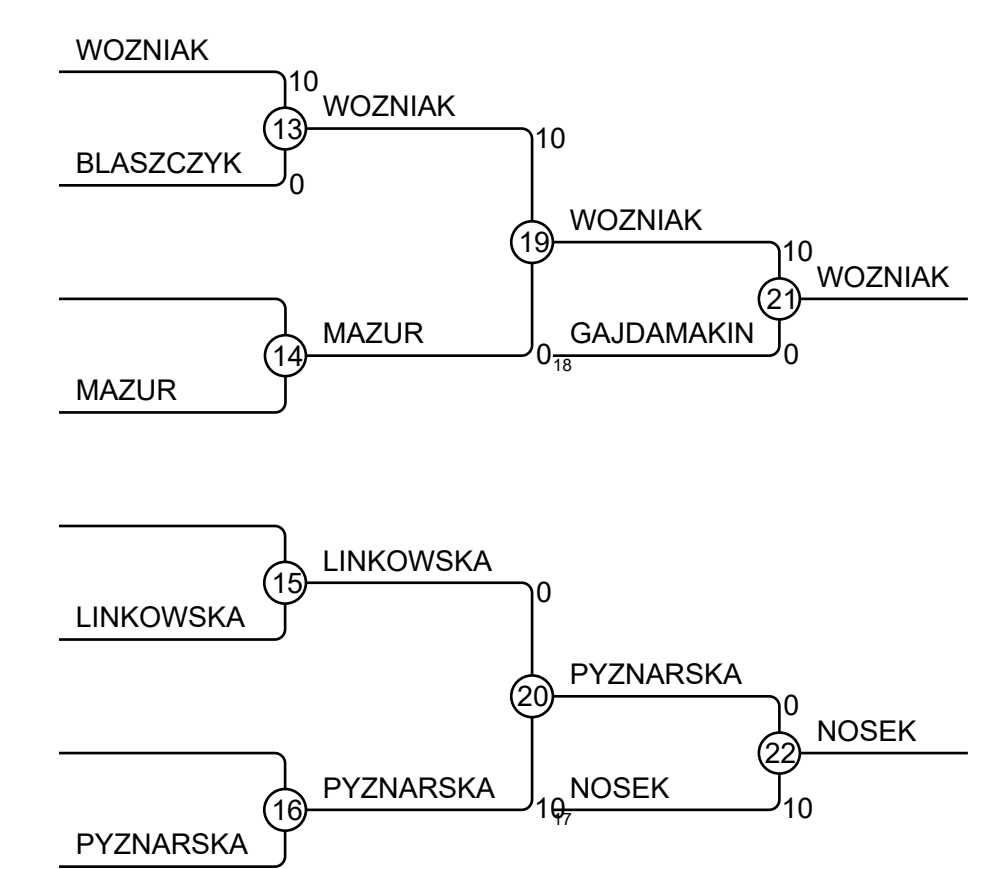 WOZNIAK
10
WOZNIAK
13
10
BLASZCZYK
0
WOZNIAK
19
10
WOZNIAK
21
MAZUR
0
18
GAJDAMAKIN
0
14
MAZUR
LINKOWSKA
15
0
LINKOWSKA
PYZNARSKA
20
0
NOSEK
22
PYZNARSKA
10
17
NOSEK
10
16
PYZNARSKA